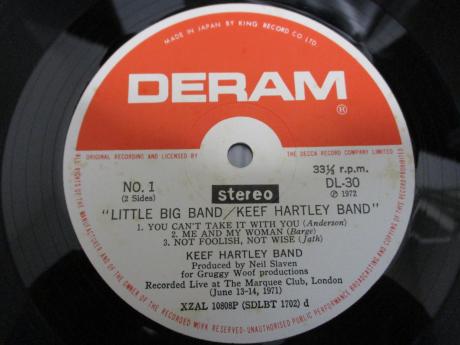 MADE IN JAPAN BY KING RECORD CO LTD.
DERAM®
ORIGINAL RECORDING AND LICENSED BY THE DECCA RECORD COMPANY LIMITED
33⅓ r.p.m.
NO. 1 DL-30
(2 Sides) stereo Ⓟ 1972
"LITTLE BIG BAND/KEEF HARTLEY BAND"
1. YOU CAN'T TAKE IT WITH YOU (Anderson)
2. ME AND MY WOMAN (Barge)
3. NOT FOOLISH, NOT WISE (Jath)
KEEF HARTLEY BAND
Produced by Neil Slaven
for Gruggy Woof productions
Recorded Live at The Marquee Club, London
(June 13-14, 1971)
XZAL 10808P (SDLBT 1702) d
ALL RIGHTS OF THE MANUFACTURER AND OF THE OWNER OF THE RECORDED WORK RESERVED-UNAUTHORISED PUBLIC PERFORMANCE BROADCASTING AND COPYING OF THIS RECORD PROHIBITED